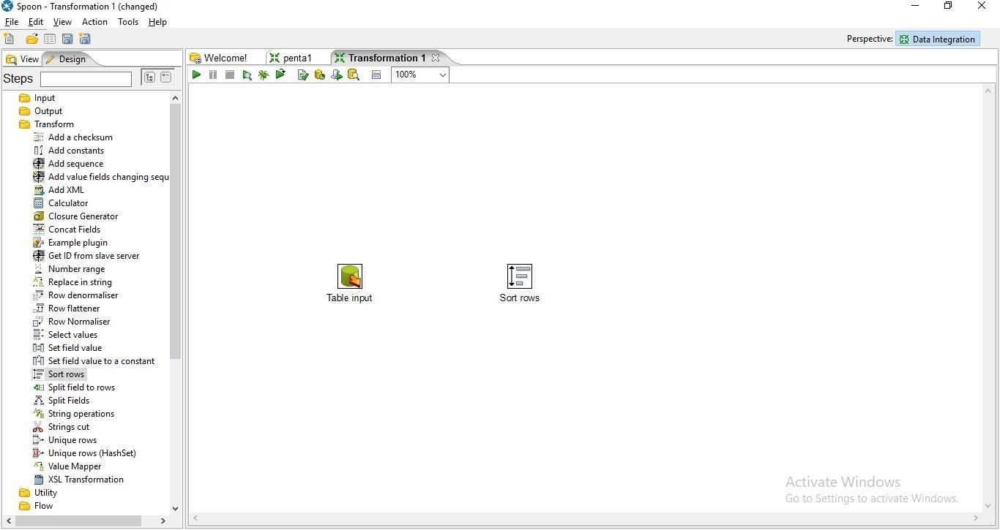 Spoon - Transformation 1 (changed)
File Edit View Action Tools Help
Perspective: Data Integration
View Design
Welcome! penta1 Transformation 1
Steps
100%
Input
Output
Transform
Add a checksum
Add constants
Add sequence
Add value fields changing sequ
Add XML
Calculator
Closure Generator
Concat Fields
Example plugin
Get ID from slave server
Number range
Replace in string
Row denormaliser
Row flattener
Row Normaliser
Select values
Set field value
Set field value to a constant
Sort rows
Split field to rows
Split Fields
String operations
Strings cut
Unique rows
Unique rows (HashSet)
Value Mapper
XSL Transformation
Utility
Flow
Table input
Sort rows
Activate Windows
Go to Settings to activate Windows.